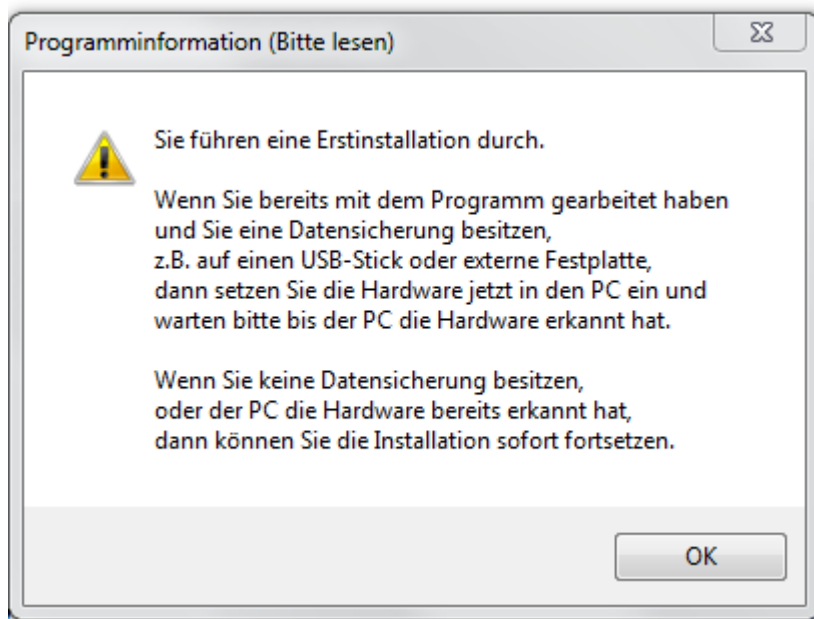 Programminformation (Bitte lesen)
Sie führen eine Erstinstallation durch.
Wenn Sie bereits mit dem Programm gearbeitet haben
und Sie eine Datensicherung besitzen,
z.B. auf einen USB-Stick oder externe Festplatte,
dann setzen Sie die Hardware jetzt in den PC ein und
warten bitte bis der PC die Hardware erkannt hat.
Wenn Sie keine Datensicherung besitzen,
oder der PC die Hardware bereits erkannt hat,
dann können Sie die Installation sofort fortsetzen.
OK